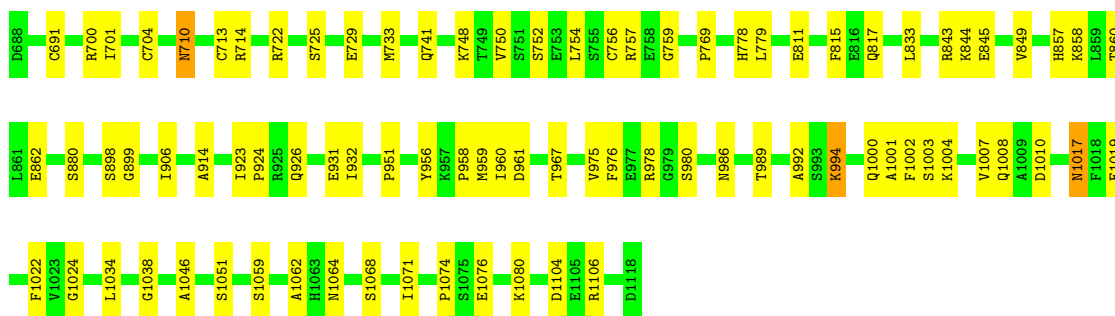 D688 C691 R700 I701 C704 N710 C713 R714 R722 S725 E729 M733 Q741 K748 T749 V750 S751 S752 E753 L754 S755 C756 R757 E758 G759 P769 H778 L779 E811 F815 E816 Q817 L833 R843 K844 E845 V849 H857 K858 L859 T860
L861 E862 S880 S898 G899 I906 A914 I923 P924 R925 Q926 E931 I932 P951 Y956 K957 P958 M959 I960 D961 T967 V975 F976 E977 R978 G979 S980 N986 T989 A992 S993 K994 Q1000 A1001 F1002 S1003 K1004 V1007 Q1008 A1009 D1010 N1017 F1018
F1022 V1023 G1024 L1034 G1038 A1046 S1051 S1059 A1062 H1063 N1064 S1068 I1071 P1074 S1075 E1076 K1080 D1104 E1105 R1106 D1118